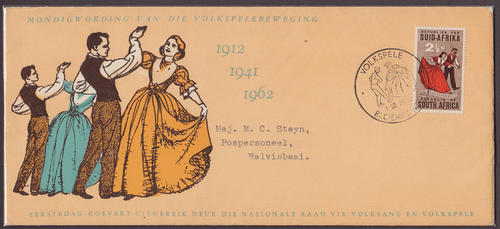 MONDIGWORDING VAN DIE VOLKSPELEBEWEGING
1912
1941
1962
Mej. M. C. Steyn,
Pospersoneel,
Walvisbaai.
REPUBLIEK VAN
SUID-AFRIKA
2½c
REPUBLIC OF
SOUTH AFRICA
VOLKSPELE
EERSTEDAG-KOEVERT UITGEREIK DEUR DIE NASIONALE RAAD VIR VOLKSANG EN VOLKSPELE